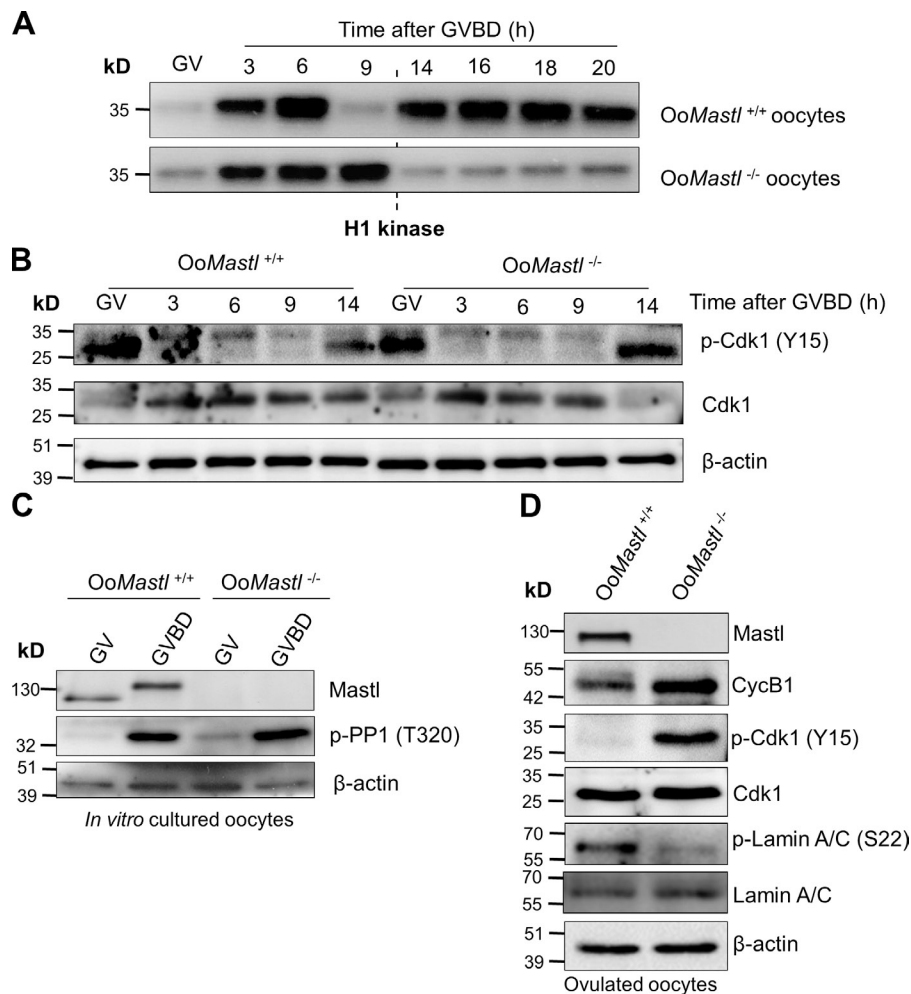 A
Time after GVBD (h)
kD GV 3 6 9 14 16 18 20
35 OoMastl +/+ oocytes
35 OoMastl -/- oocytes
H1 kinase
B
OoMastl +/+ OoMastl -/-
kD GV 3 6 9 14 GV 3 6 9 14 Time after GVBD (h)
35
25 p-Cdk1 (Y15)
35
25 Cdk1
51
39 β-actin
C
OoMastl +/+ OoMastl -/-
kD GV GVBD GV GVBD
130 Mastl
32 p-PP1 (T320)
51
39 β-actin
In vitro cultured oocytes
D
kD OoMastl +/+ OoMastl -/-
130 Mastl
55
42 CycB1
35
25 p-Cdk1 (Y15)
35
25 Cdk1
70
55 p-Lamin A/C (S22)
70
55 Lamin A/C
51
39 β-actin
Ovulated oocytes